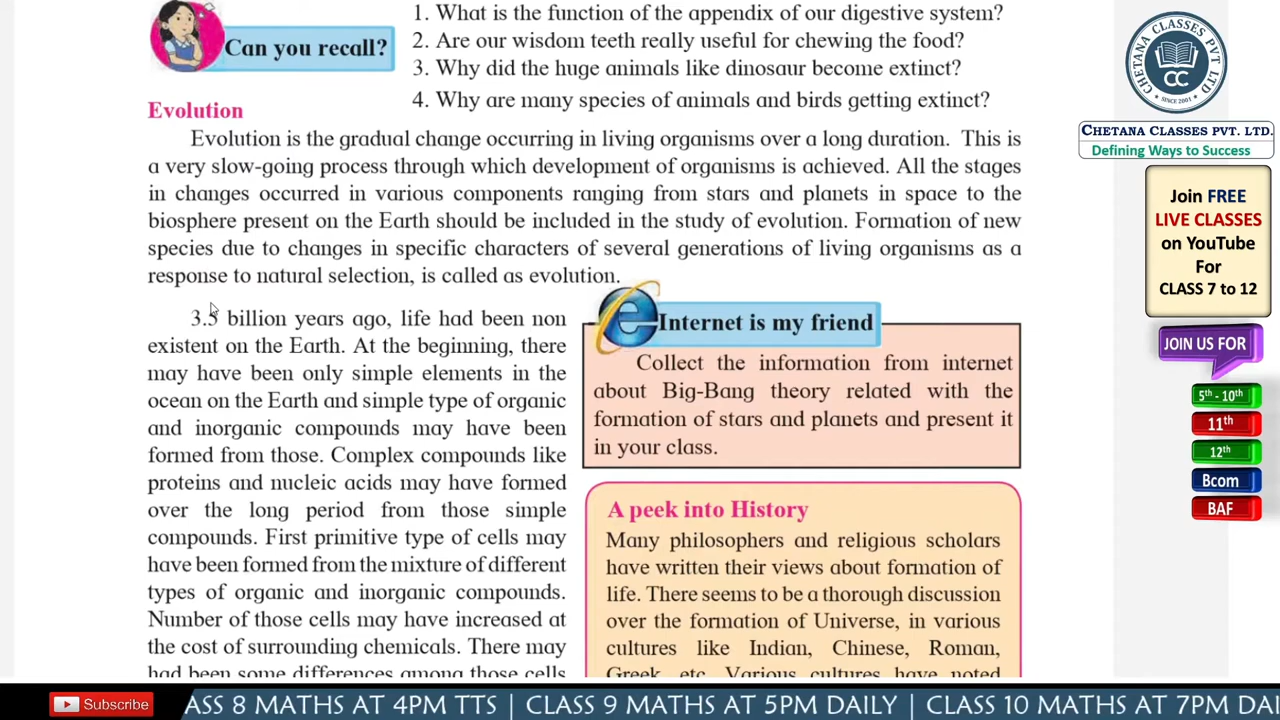 Can you recall?
1. What is the function of the appendix of our digestive system?
2. Are our wisdom teeth really useful for chewing the food?
3. Why did the huge animals like dinosaur become extinct?
4. Why are many species of animals and birds getting extinct?
Evolution
Evolution is the gradual change occurring in living organisms over a long duration. This is
a very slow-going process through which development of organisms is achieved. All the stages
in changes occurred in various components ranging from stars and planets in space to the
biosphere present on the Earth should be included in the study of evolution. Formation of new
species due to changes in specific characters of several generations of living organisms as a
response to natural selection, is called as evolution.
3.5 billion years ago, life had been non
existent on the Earth. At the beginning, there
may have been only simple elements in the
ocean on the Earth and simple type of organic
and inorganic compounds may have been
formed from those. Complex compounds like
proteins and nucleic acids may have formed
over the long period from those simple
compounds. First primitive type of cells may
have been formed from the mixture of different
types of organic and inorganic compounds.
Number of those cells may have increased at
the cost of surrounding chemicals. There may
had been some differences among those cells
Internet is my friend
Collect the information from internet
about Big-Bang theory related with the
formation of stars and planets and present it
in your class.
A peek into History
Many philosophers and religious scholars
have written their views about formation of
life. There seems to be a thorough discussion
over the formation of Universe, in various
cultures like Indian, Chinese, Roman,
Greek, etc. Various cultures have noted
CHETANA CLASSES PVT LTD
CC
SINCE 2001
CHETANA CLASSES PVT. LTD.
Defining Ways to Success
Join FREE
LIVE CLASSES
on YouTube
For
CLASS 7 to 12
JOIN US FOR
5th - 10th
11th
12th
Bcom
BAF
Subscribe
ASS 8 MATHS AT 4PM TTS | CLASS 9 MATHS AT 5PM DAILY | CLASS 10 MATHS AT 7PM DAI